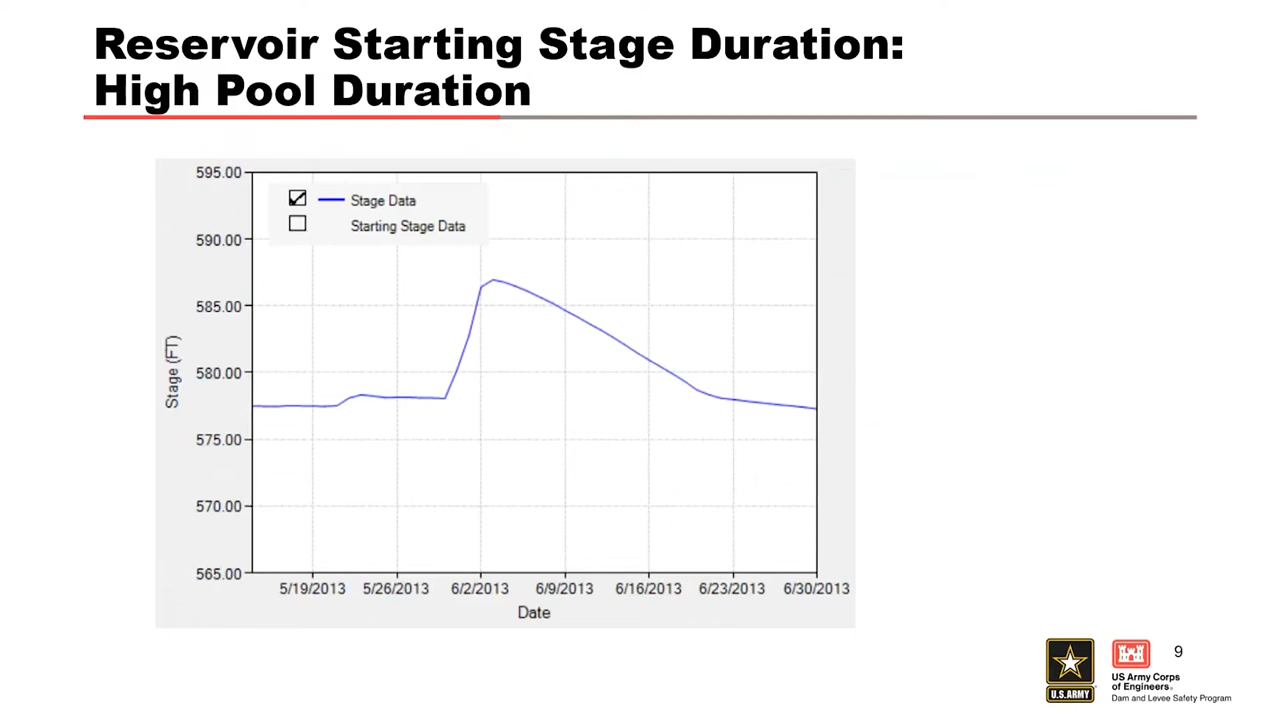 Reservoir Starting Stage Duration:
High Pool Duration
595.00
590.00
585.00
580.00
575.00
570.00
565.00
Stage (FT)
Stage Data
Starting Stage Data
5/19/2013 5/26/2013 6/2/2013 6/9/2013 6/16/2013 6/23/2013 6/30/2013
Date
U.S.ARMY
US Army Corps
of Engineers®
Dam and Levee Safety Program
9